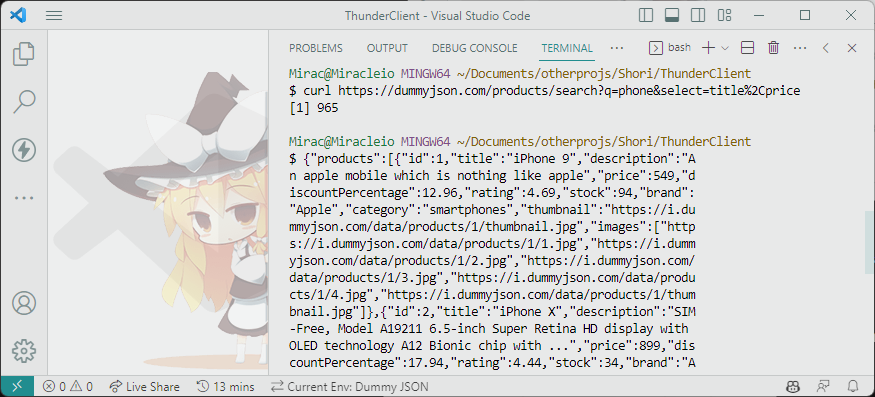 ThunderClient - Visual Studio Code
PROBLEMS OUTPUT DEBUG CONSOLE TERMINAL ··· bash
Mirac@Miracleio MINGW64 ~/Documents/otherprojs/Shori/ThunderClient
$ curl https://dummyjson.com/products/search?q=phone&select=title%2Cprice
[1] 965
Mirac@Miracleio MINGW64 ~/Documents/otherprojs/Shori/ThunderClient
$ {"products":[{"id":1,"title":"iPhone 9","description":"A
n apple mobile which is nothing like apple","price":549,"d
iscountPercentage":12.96,"rating":4.69,"stock":94,"brand":
"Apple","category":"smartphones","thumbnail":"https://i.du
mmyjson.com/data/products/1/thumbnail.jpg","images":["http
s://i.dummyjson.com/data/products/1/1.jpg","https://i.dumm
yjson.com/data/products/1/2.jpg","https://i.dummyjson.com/
data/products/1/3.jpg","https://i.dummyjson.com/data/produ
cts/1/4.jpg","https://i.dummyjson.com/data/products/1/thum
bnail.jpg"]},{"id":2,"title":"iPhone X","description":"SIM
-Free, Model A19211 6.5-inch Super Retina HD display with
OLED technology A12 Bionic chip with ...","price":899,"dis
countPercentage":17.94,"rating":4.44,"stock":34,"brand":"A
0 0 Live Share 13 mins Current Env: Dummy JSON